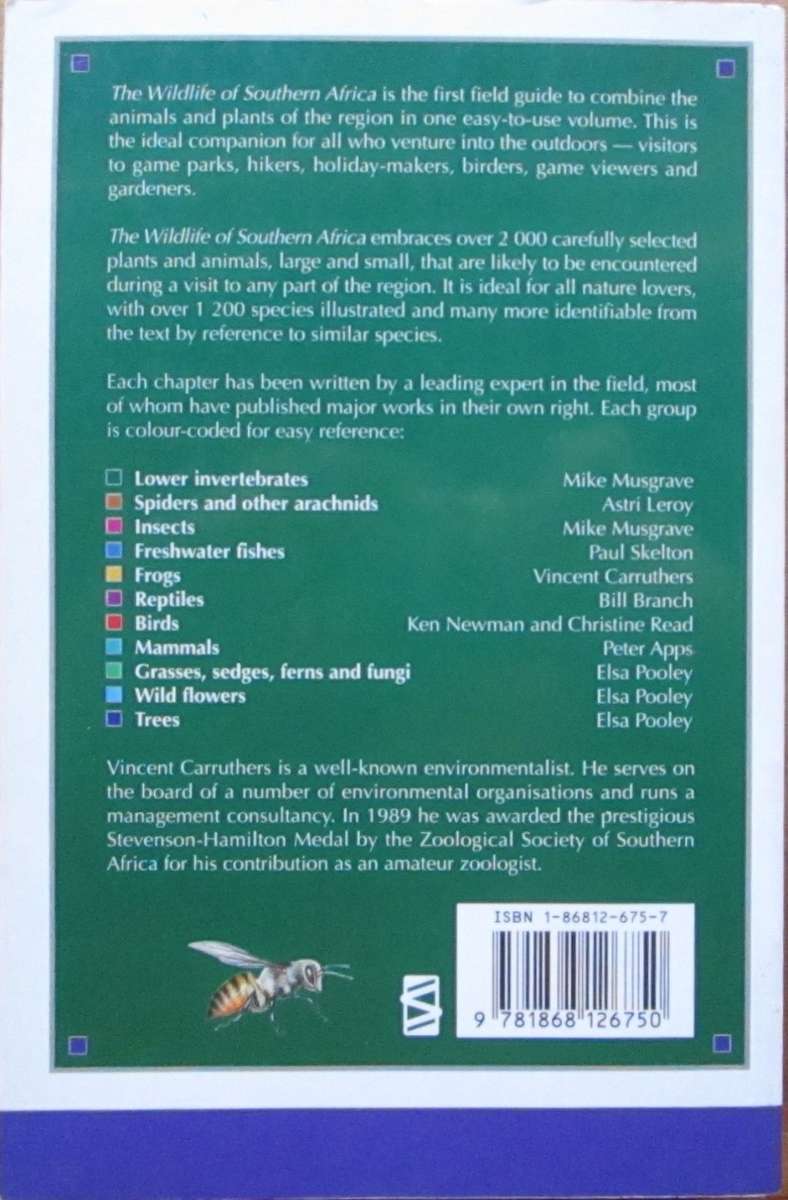 The Wildlife of Southern Africa is the first field guide to combine the
animals and plants of the region in one easy-to-use volume. This is
the ideal companion for all who venture into the outdoors — visitors
to game parks, hikers, holiday-makers, birders, game viewers and
gardeners.
The Wildlife of Southern Africa embraces over 2 000 carefully selected
plants and animals, large and small, that are likely to be encountered
during a visit to any part of the region. It is ideal for all nature lovers,
with over 1 200 species illustrated and many more identifiable from
the text by reference to similar species.
Each chapter has been written by a leading expert in the field, most
of whom have published major works in their own right. Each group
is colour-coded for easy reference:
Lower invertebrates Mike Musgrave
Spiders and other arachnids Astri Leroy
Insects Mike Musgrave
Freshwater fishes Paul Skelton
Frogs Vincent Carruthers
Reptiles Bill Branch
Birds Ken Newman and Christine Read
Mammals Peter Apps
Grasses, sedges, ferns and fungi Elsa Pooley
Wild flowers Elsa Pooley
Trees Elsa Pooley
Vincent Carruthers is a well-known environmentalist. He serves on
the board of a number of environmental organisations and runs a
management consultancy. In 1989 he was awarded the prestigious
Stevenson-Hamilton Medal by the Zoological Society of Southern
Africa for his contribution as an amateur zoologist.
ISBN 1-86812-675-7
9 781868 126750